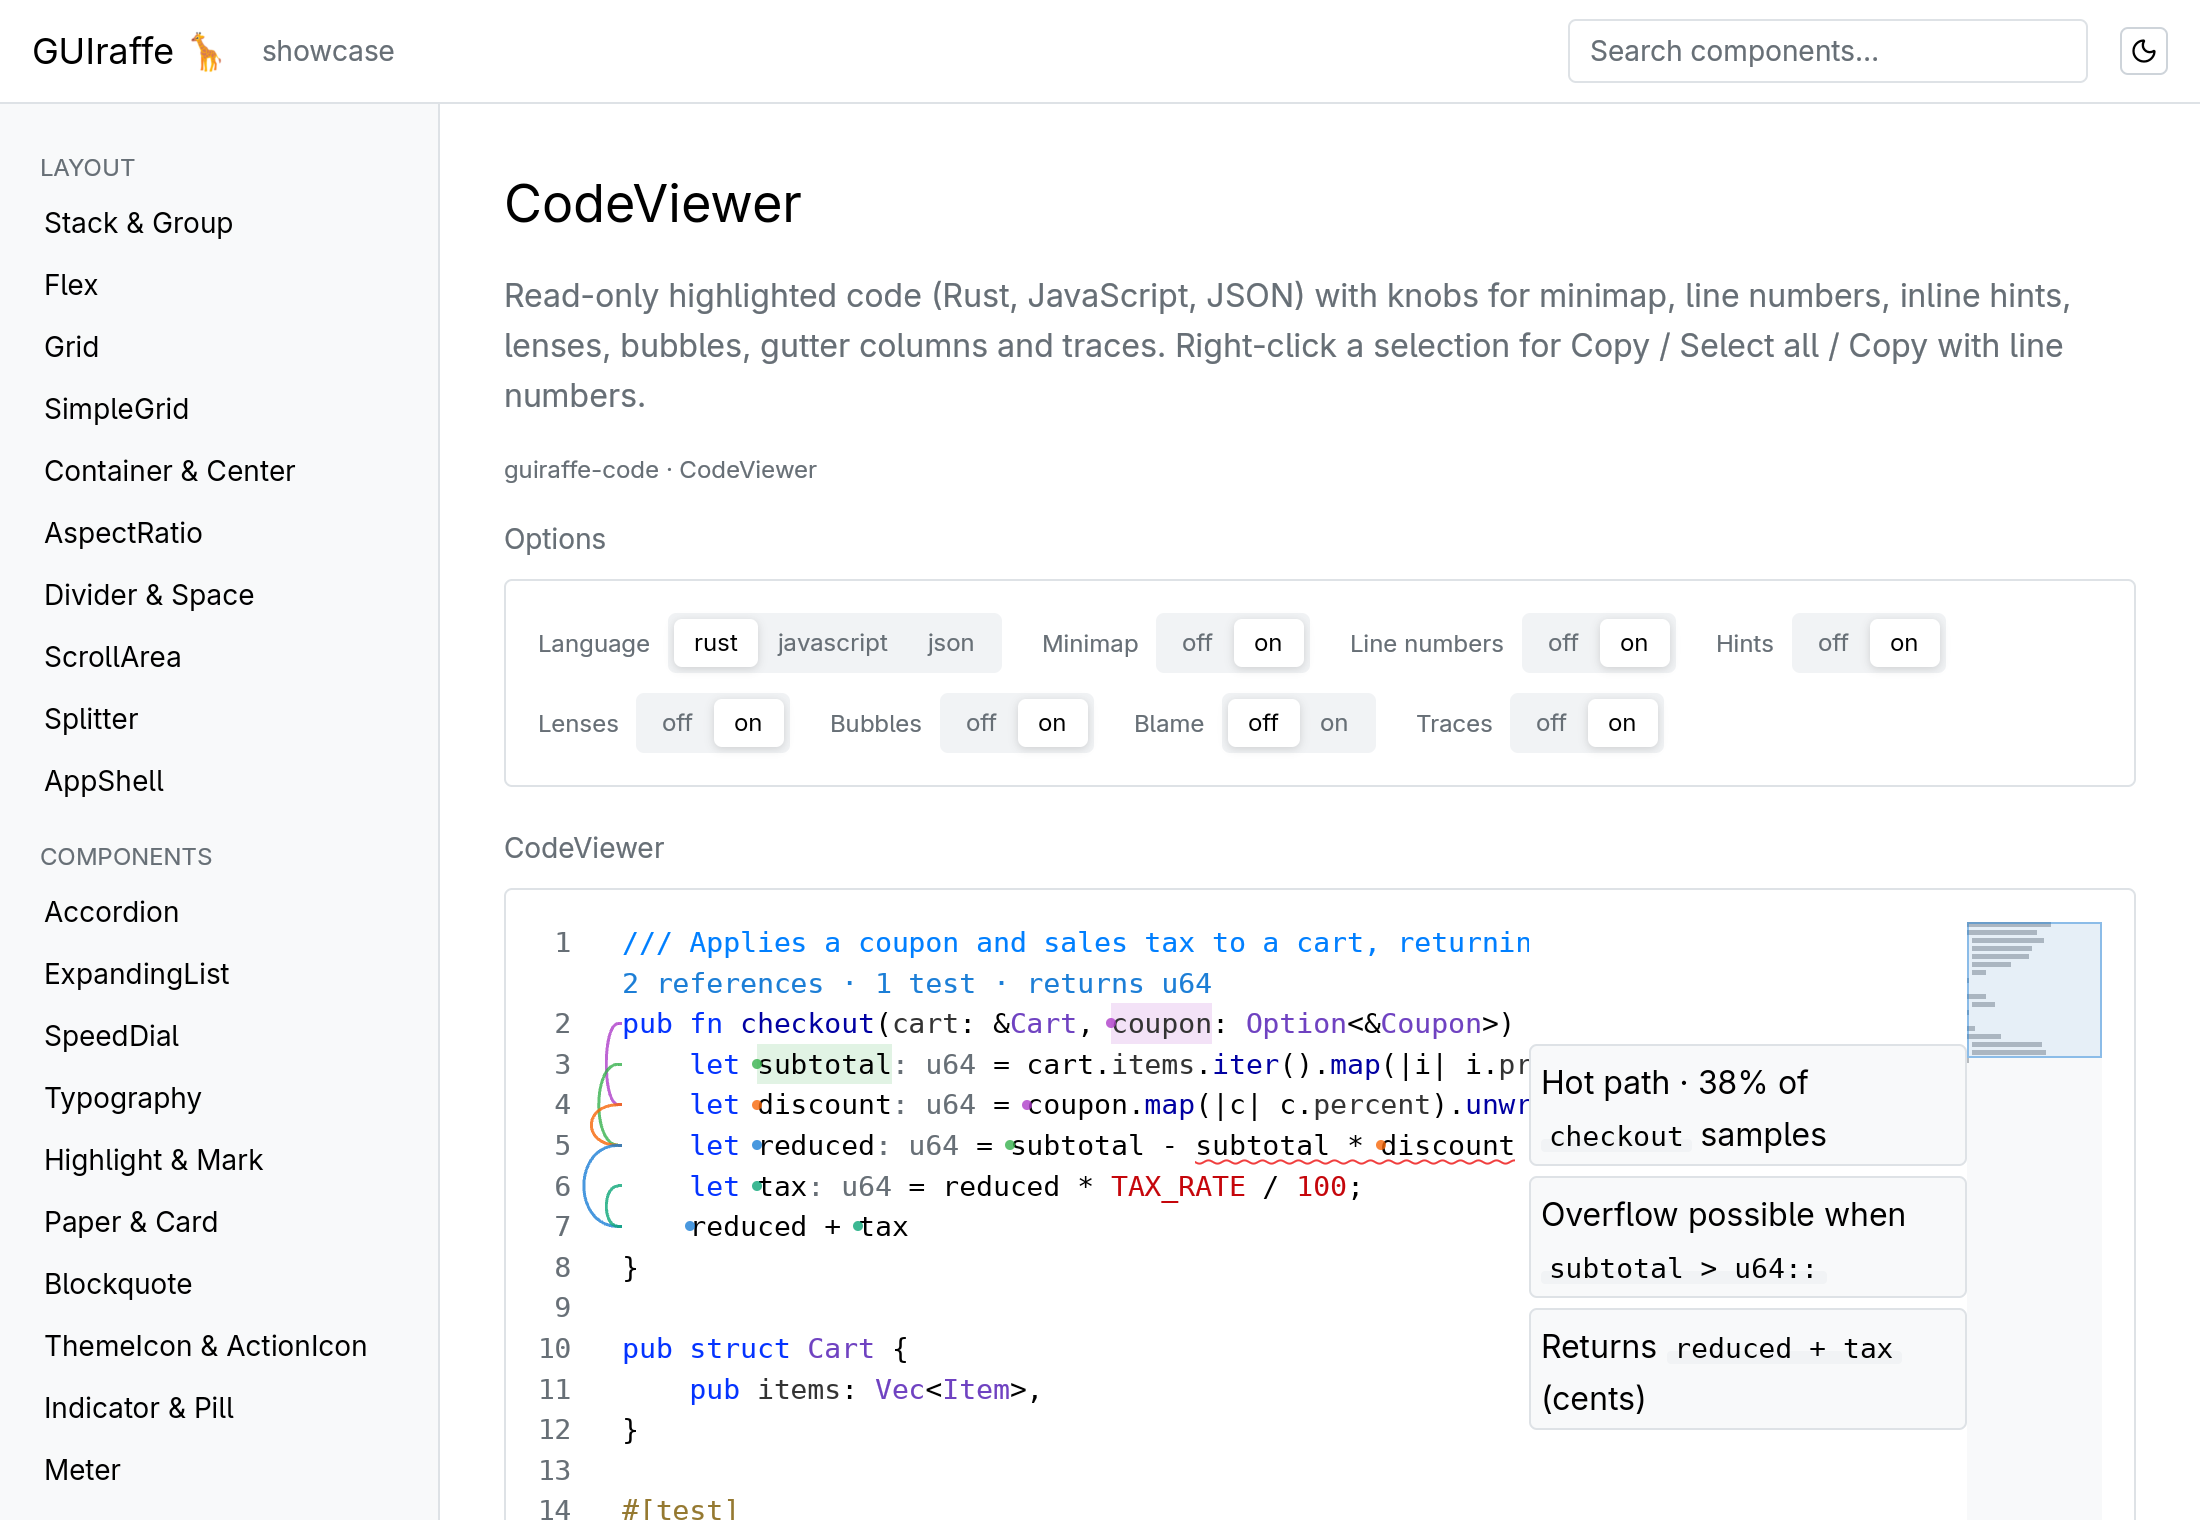 GUIraffe 🦒 showcase Search components...
LAYOUT
Stack & Group
Flex
Grid
SimpleGrid
Container & Center
AspectRatio
Divider & Space
ScrollArea
Splitter
AppShell
COMPONENTS
Accordion
ExpandingList
SpeedDial
Typography
Highlight & Mark
Paper & Card
Blockquote
ThemeIcon & ActionIcon
Indicator & Pill
Meter
CodeViewer
Read-only highlighted code (Rust, JavaScript, JSON) with knobs for minimap, line numbers, inline hints,
lenses, bubbles, gutter columns and traces. Right-click a selection for Copy / Select all / Copy with line
numbers.
guiraffe-code · CodeViewer
Options
Language rust javascript json Minimap off on Line numbers off on Hints off on
Lenses off on Bubbles off on Blame off on Traces off on
CodeViewer
1 /// Applies a coupon and sales tax to a cart, returnin
2 references · 1 test · returns u64
2 pub fn checkout(cart: &Cart, coupon: Option<&Coupon>)
3 let subtotal: u64 = cart.items.iter().map(|i| i.pr
4 let discount: u64 = coupon.map(|c| c.percent).unwr
5 let reduced: u64 = subtotal - subtotal * discount
6 let tax: u64 = reduced * TAX_RATE / 100;
7 reduced + tax
8 }
9
10 pub struct Cart {
11 pub items: Vec<Item>,
12 }
13
14 #[test]
Hot path · 38% of
checkout samples
Overflow possible when
subtotal > u64::
Returns reduced + tax
(cents)